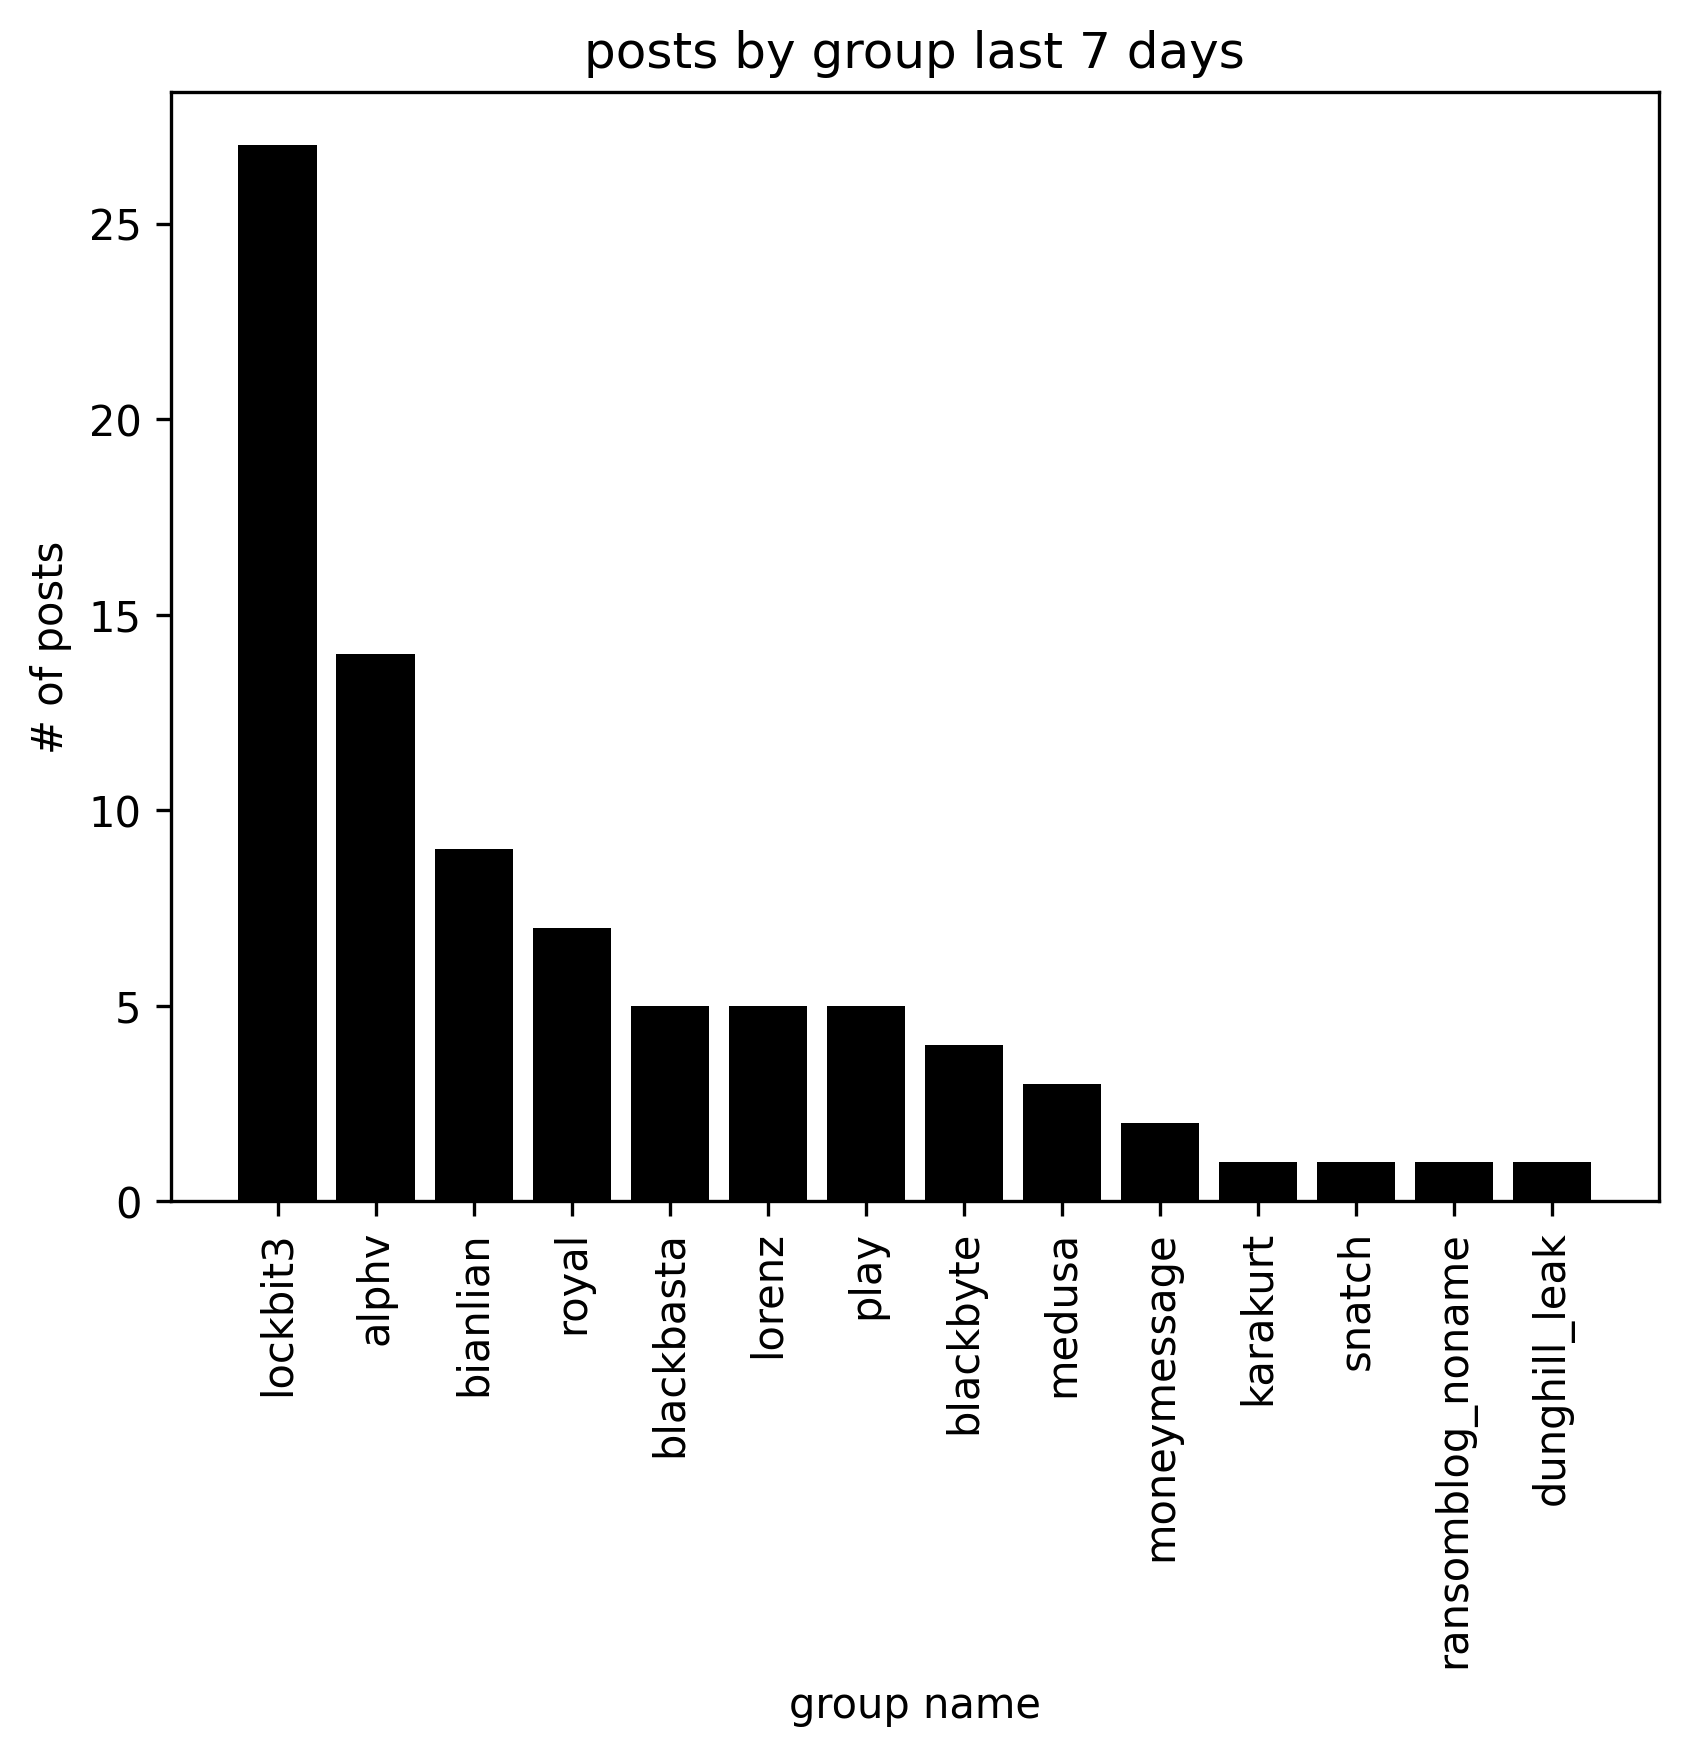 posts by group last 7 days
# of posts
25
20
15
10
5
0
lockbit3
alphv
bianlian
royal
blackbasta
lorenz
play
blackbyte
medusa
moneymessage
karakurt
snatch
ransomblog_noname
dunghill_leak
group name